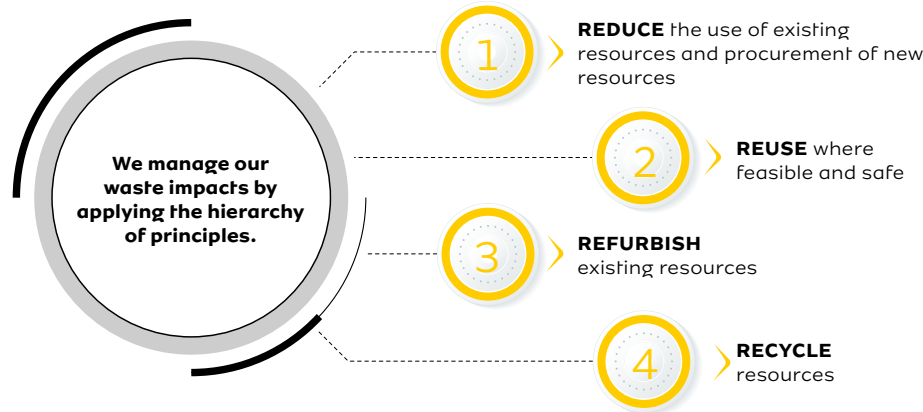 We manage our
waste impacts by
applying the hierarchy
of principles.
1
REDUCE the use of existing
resources and procurement of new
resources
2
REUSE where
feasible and safe
3
REFURBISH
existing resources
4
RECYCLE
resources